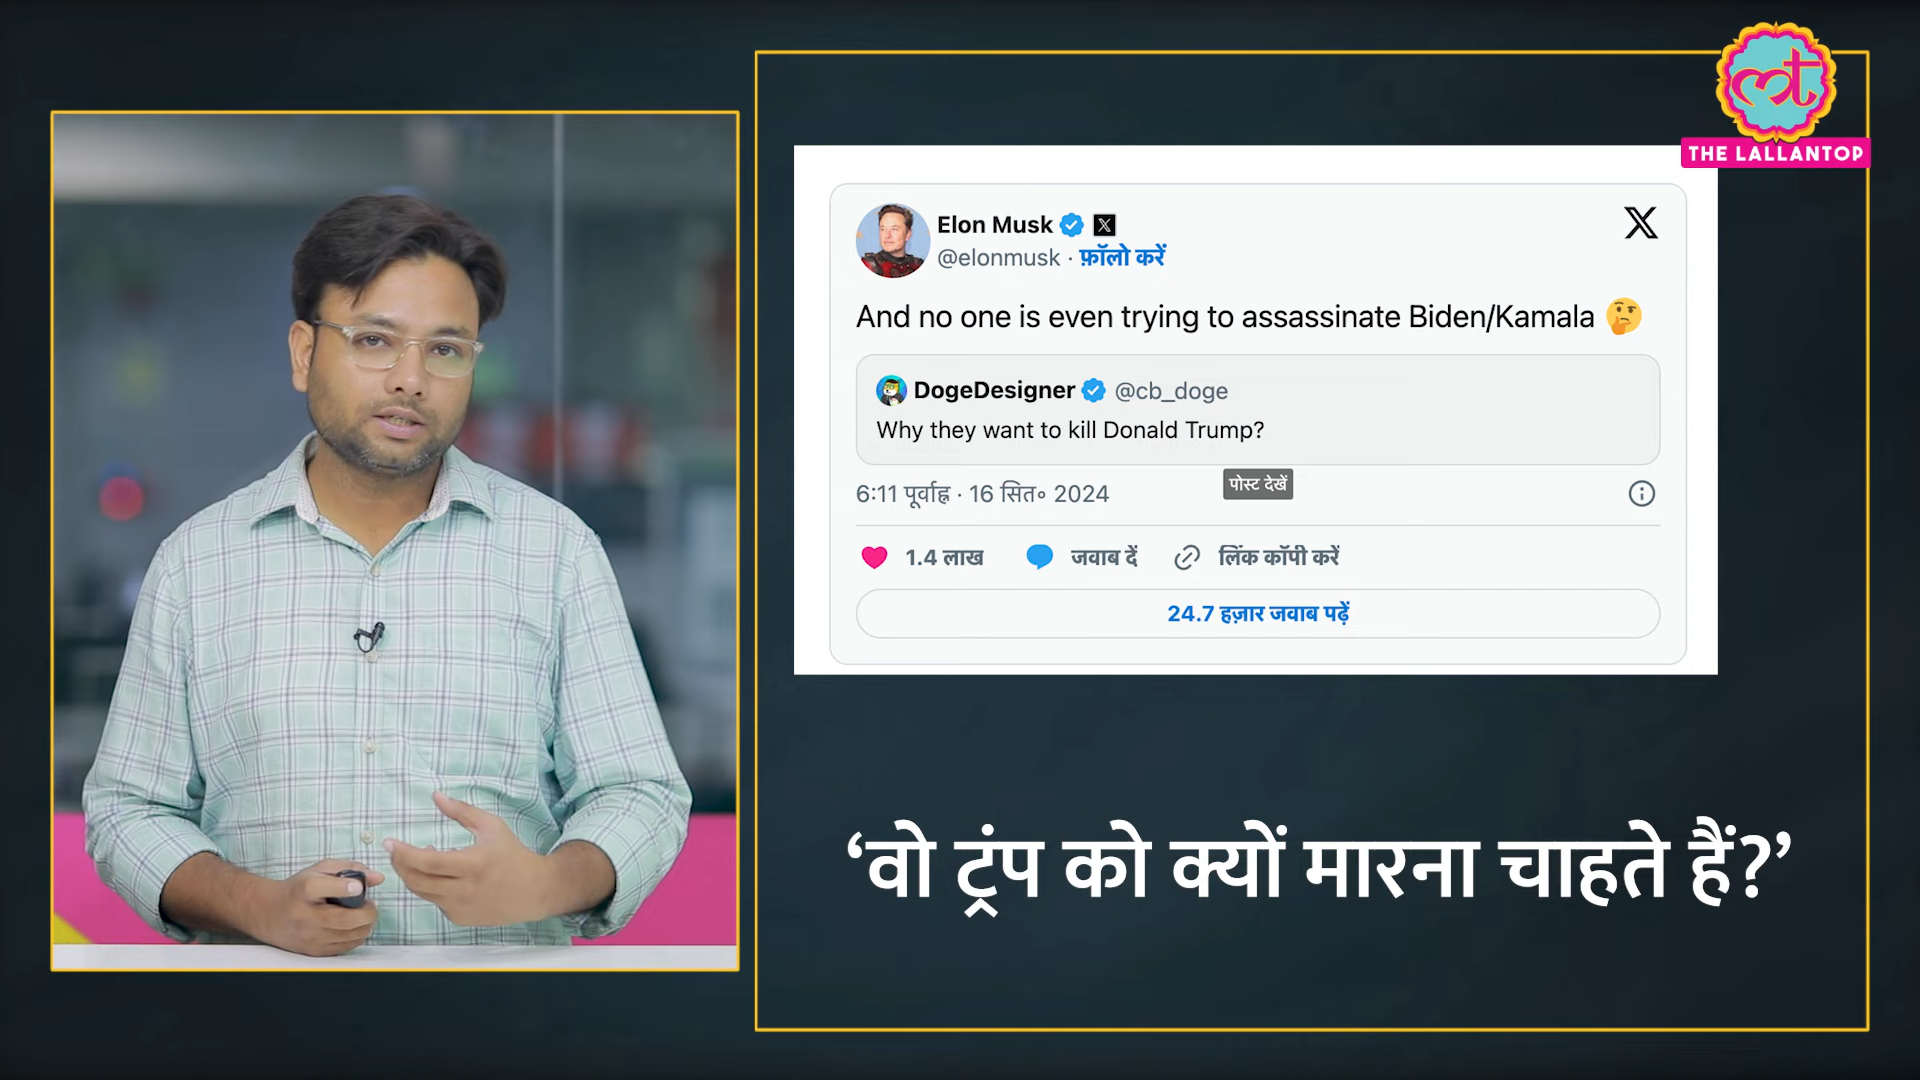 THE LALLANTOP
Elon Musk
@elonmusk · फ़ॉलो करें
And no one is even trying to assassinate Biden/Kamala 🤔
DogeDesigner @cb_doge
Why they want to kill Donald Trump?
पोस्ट देखें
6:11 पूर्वाह्न · 16 सित॰ 2024
1.4 लाख जवाब दें लिंक कॉपी करें
24.7 हज़ार जवाब पढ़ें
‘वो ट्रंप को क्यों मारना चाहते हैं?’